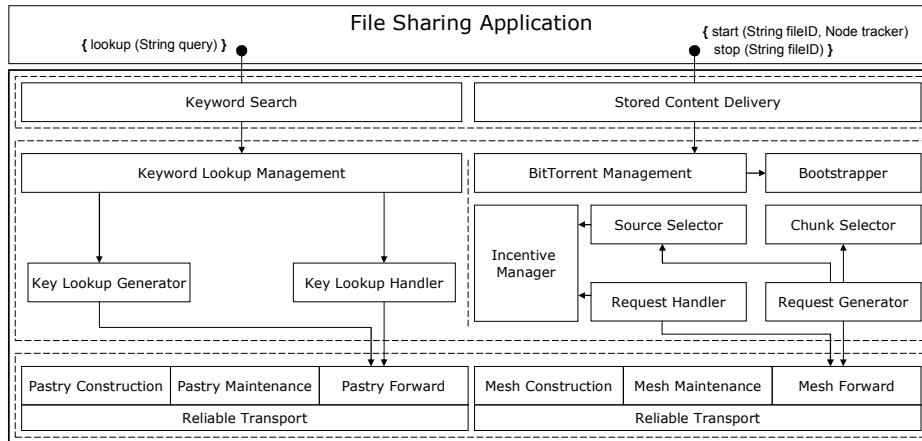 File Sharing Application
{ lookup (String query) }
{ start (String fileID, Node tracker)
stop (String fileID) }
Keyword Search
Stored Content Delivery
Keyword Lookup Management
BitTorrent Management
Bootstrapper
Source Selector
Chunk Selector
Incentive
Manager
Key Lookup Generator
Key Lookup Handler
Request Handler
Request Generator
Pastry Construction
Pastry Maintenance
Pastry Forward
Mesh Construction
Mesh Maintenance
Mesh Forward
Reliable Transport
Reliable Transport